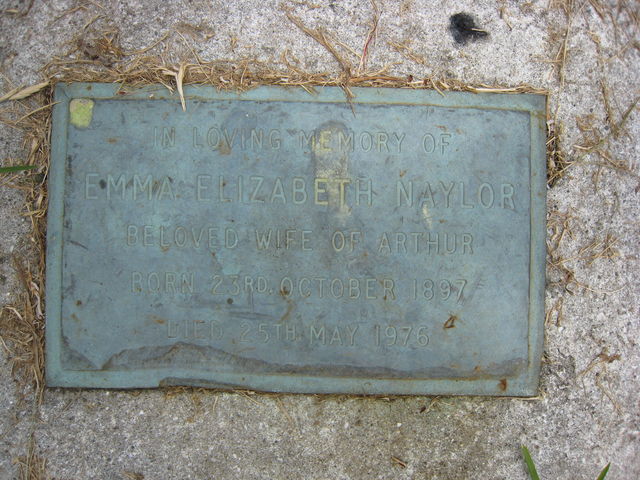 IN LOVING MEMORY OF
EMMA ELIZABETH NAYLOR
BELOVED WIFE OF ARTHUR
BORN 23RD. OCTOBER 1897
DIED 25TH MAY 1976